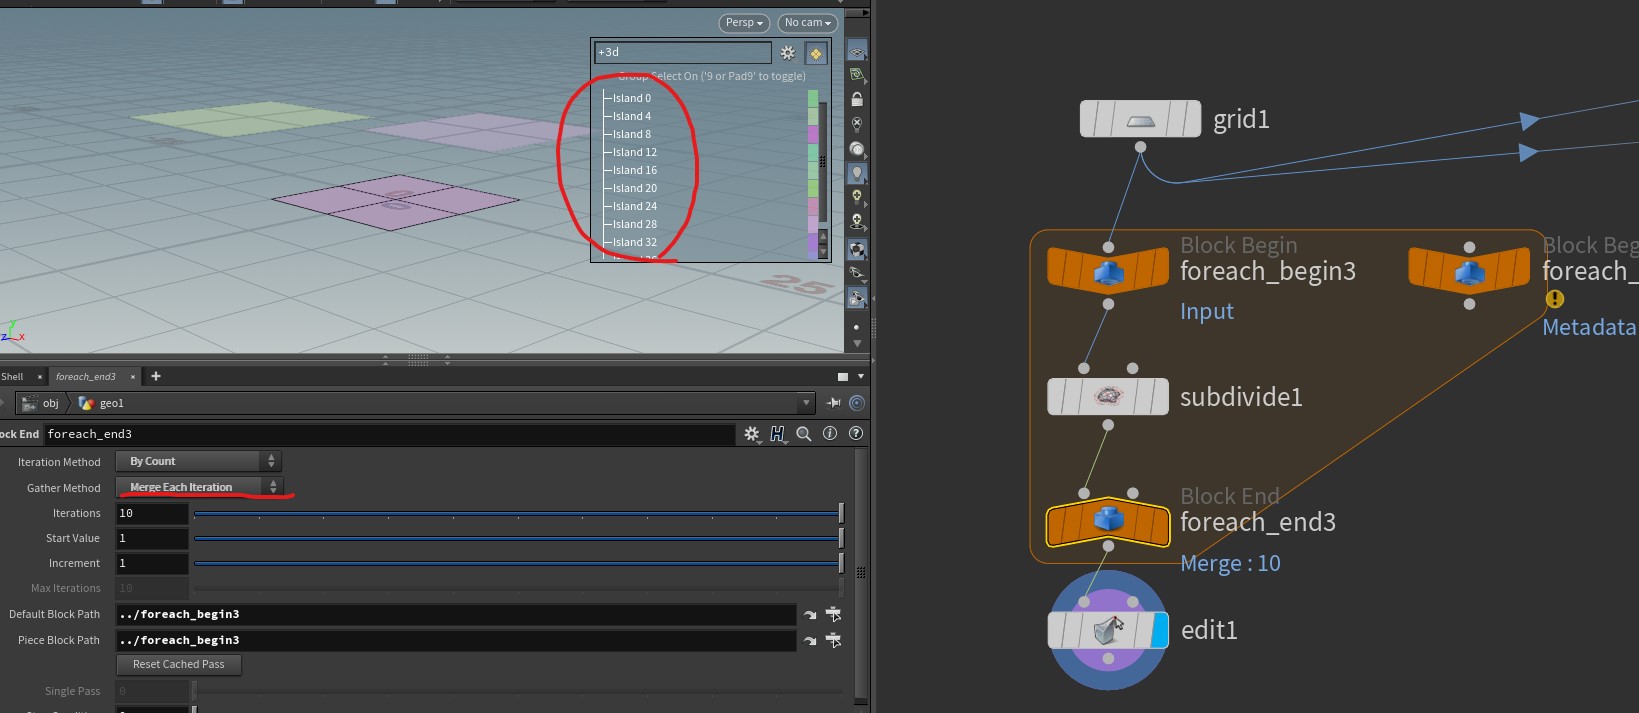 Persp
No cam
+3d
Group Select On ('9 or Pad9' to toggle)
Island 0
Island 4
Island 8
Island 12
Island 16
Island 20
Island 24
Island 28
Island 32
25
y
z x
Shell
foreach_end3
obj
geo1
ock End
foreach_end3
Iteration Method
By Count
Gather Method
Merge Each Iteration
Iterations
10
Start Value
1
Increment
1
Max Iterations
10
Default Block Path
../foreach_begin3
Piece Block Path
../foreach_begin3
Reset Cached Pass
Single Pass
0
grid1
Block Begin
foreach_begin3
Input
Block Beg
foreach_
Metadata
subdivide1
Block End
foreach_end3
Merge : 10
edit1